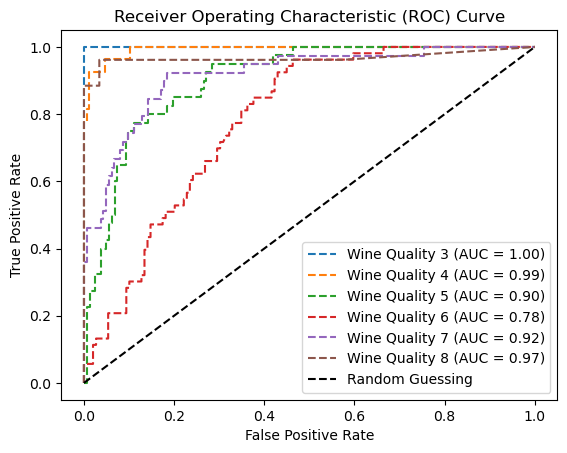 Receiver Operating Characteristic (ROC) Curve
True Positive Rate
1.0
0.8
0.6
0.4
0.2
0.0
Wine Quality 3 (AUC = 1.00)
Wine Quality 4 (AUC = 0.99)
Wine Quality 5 (AUC = 0.90)
Wine Quality 6 (AUC = 0.78)
Wine Quality 7 (AUC = 0.92)
Wine Quality 8 (AUC = 0.97)
Random Guessing
0.0 0.2 0.4 0.6 0.8 1.0
False Positive Rate